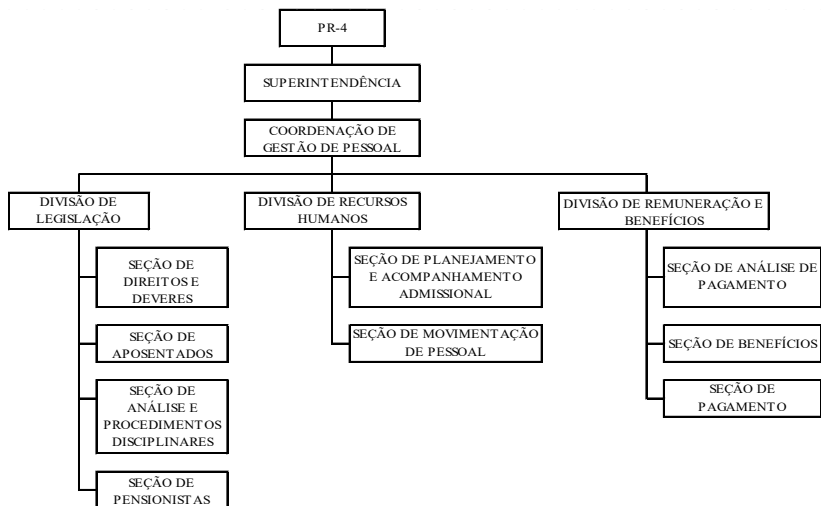 PR-4
SUPERINTENDÊNCIA
COORDENAÇÃO DE
GESTÃO DE PESSOAL
DIVISÃO DE
LEGISLAÇÃO
SEÇÃO DE
DIREITOS E
DEVERES
SEÇÃO DE
APOSENTADOS
SEÇÃO DE
ANÁLISE E
PROCEDIMENTOS
DISCIPLINARES
SEÇÃO DE
PENSIONISTAS
DIVISÃO DE RECURSOS
HUMANOS
SEÇÃO DE PLANEJAMENTO
E ACOMPANHAMENTO
ADMISSIONAL
SEÇÃO DE MOVIMENTAÇÃO
DE PESSOAL
DIVISÃO DE REMUNERAÇÃO E
BENEFÍCIOS
SEÇÃO DE ANÁLISE DE
PAGAMENTO
SEÇÃO DE BENEFÍCIOS
SEÇÃO DE
PAGAMENTO